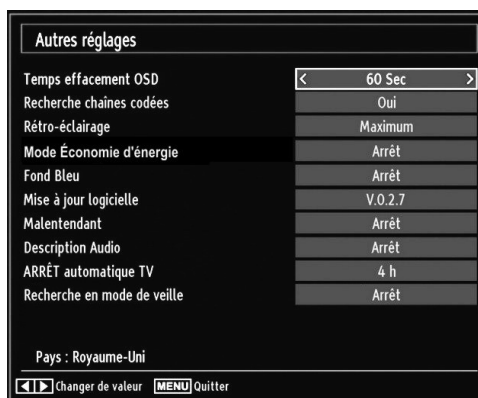 Autres réglages
Temps effacement OSD < 60 Sec >
Recherche chaînes codées Oui
Rétro-éclairage Maximum
Mode Économie d'énergie Arrêt
Fond Bleu Arrêt
Mise à jour logicielle V.0.2.7
Malentendant Arrêt
Description Audio Arrêt
ARRÊT automatique TV 4 h
Recherche en mode de veille Arrêt
Pays : Royaume-Uni
Changer de valeur MENU Quitter